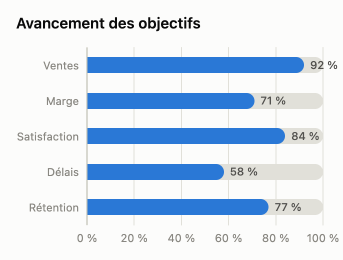 Avancement des objectifs
Ventes 92 %
Marge 71 %
Satisfaction 84 %
Délais 58 %
Rétention 77 %
0 % 20 % 40 % 60 % 80 % 100 %